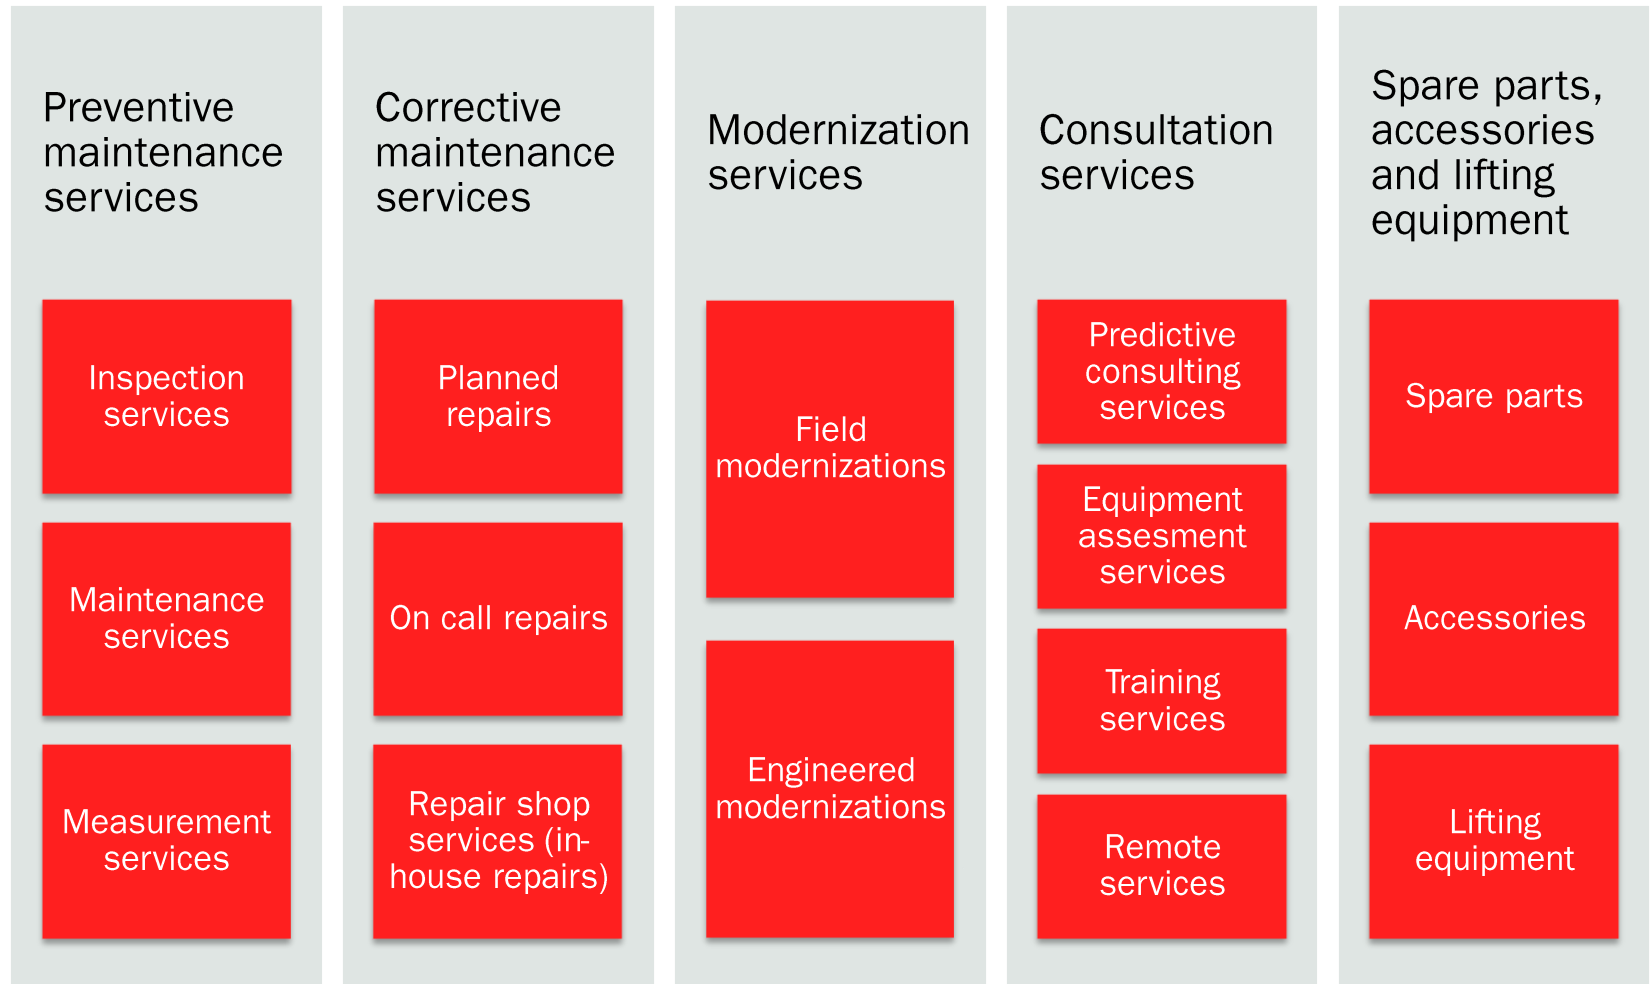 Preventive
maintenance
services
Inspection
services
Maintenance
services
Measurement
services
Corrective
maintenance
services
Planned
repairs
On call repairs
Repair shop
services (in-
house repairs)
Modernization
services
Field
modernizations
Engineered
modernizations
Consultation
services
Predictive
consulting
services
Equipment
assesment
services
Training
services
Remote
services
Spare parts,
accessories
and lifting
equipment
Spare parts
Accessories
Lifting
equipment